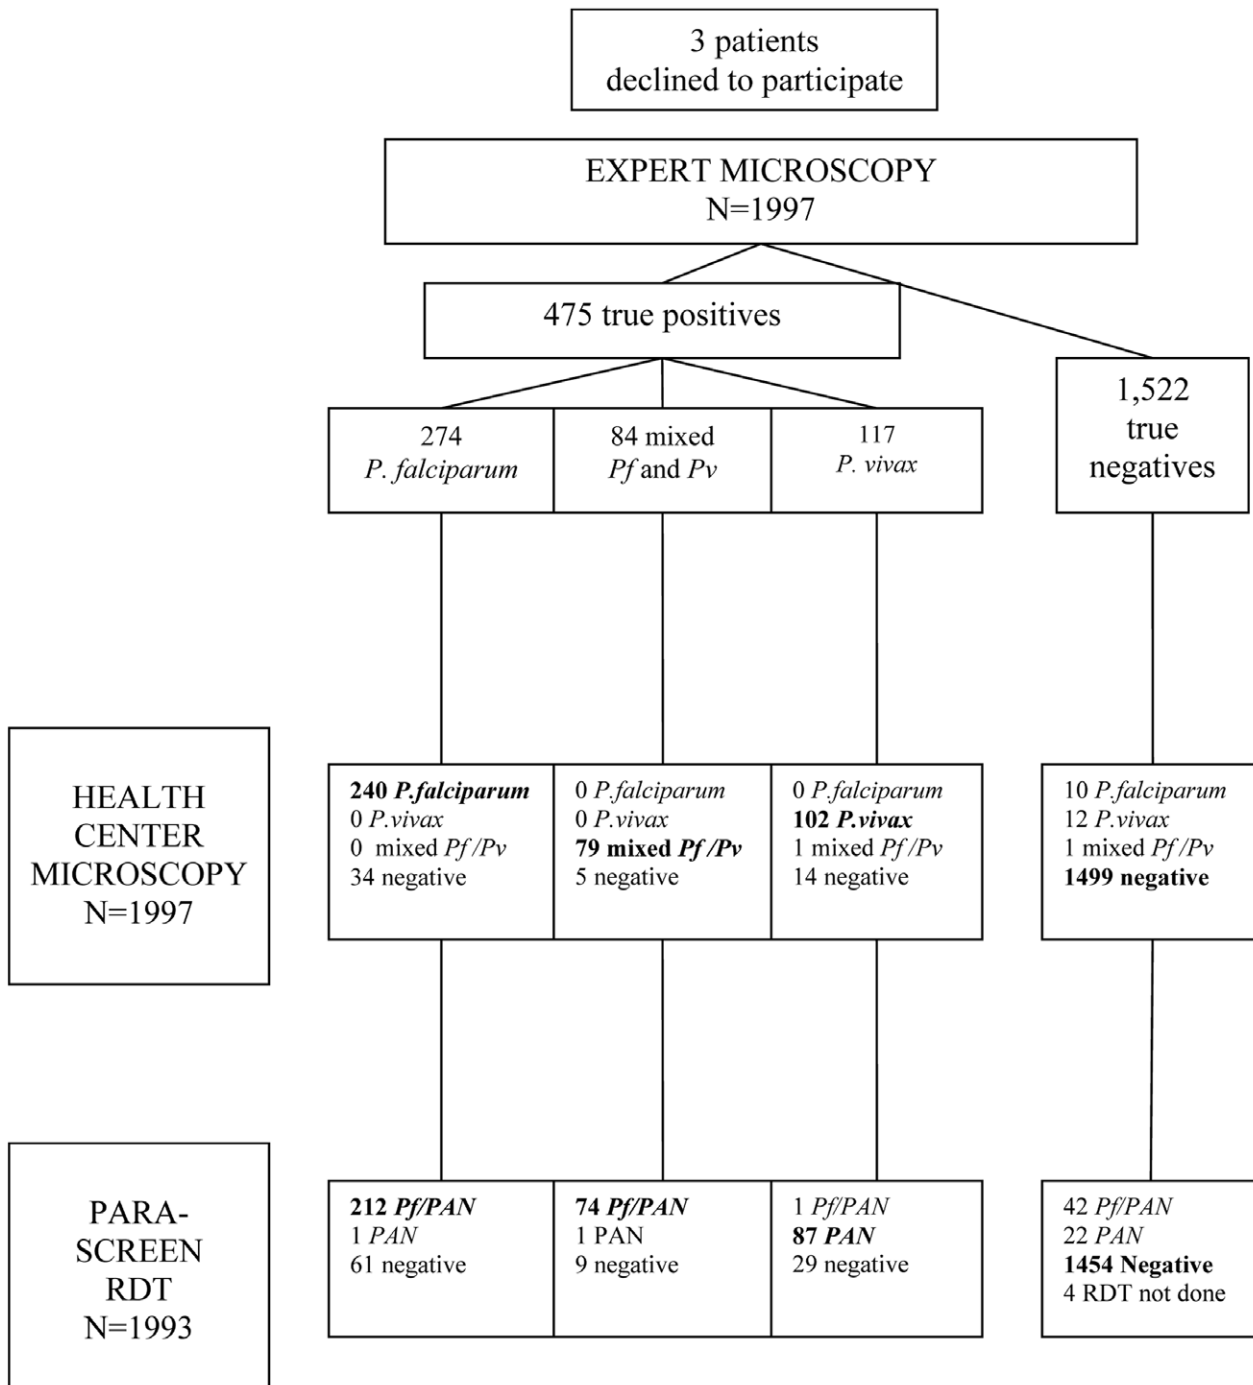 3 patients
declined to participate
EXPERT MICROSCOPY
N=1997
475 true positives
1,522
true
negatives
274
P. falciparum
84 mixed
Pf and Pv
117
P. vivax
HEALTH
CENTER
MICROSCOPY
N=1997
240 P.falciparum
0 P.vivax
0 mixed Pf /Pv
34 negative
0 P.falciparum
0 P.vivax
79 mixed Pf /Pv
5 negative
0 P.falciparum
102 P.vivax
1 mixed Pf /Pv
14 negative
10 P.falciparum
12 P.vivax
1 mixed Pf /Pv
1499 negative
PARA-
SCREEN
RDT
N=1993
212 Pf/PAN
1 PAN
61 negative
74 Pf/PAN
1 PAN
9 negative
1 Pf/PAN
87 PAN
29 negative
42 Pf/PAN
22 PAN
1454 Negative
4 RDT not done